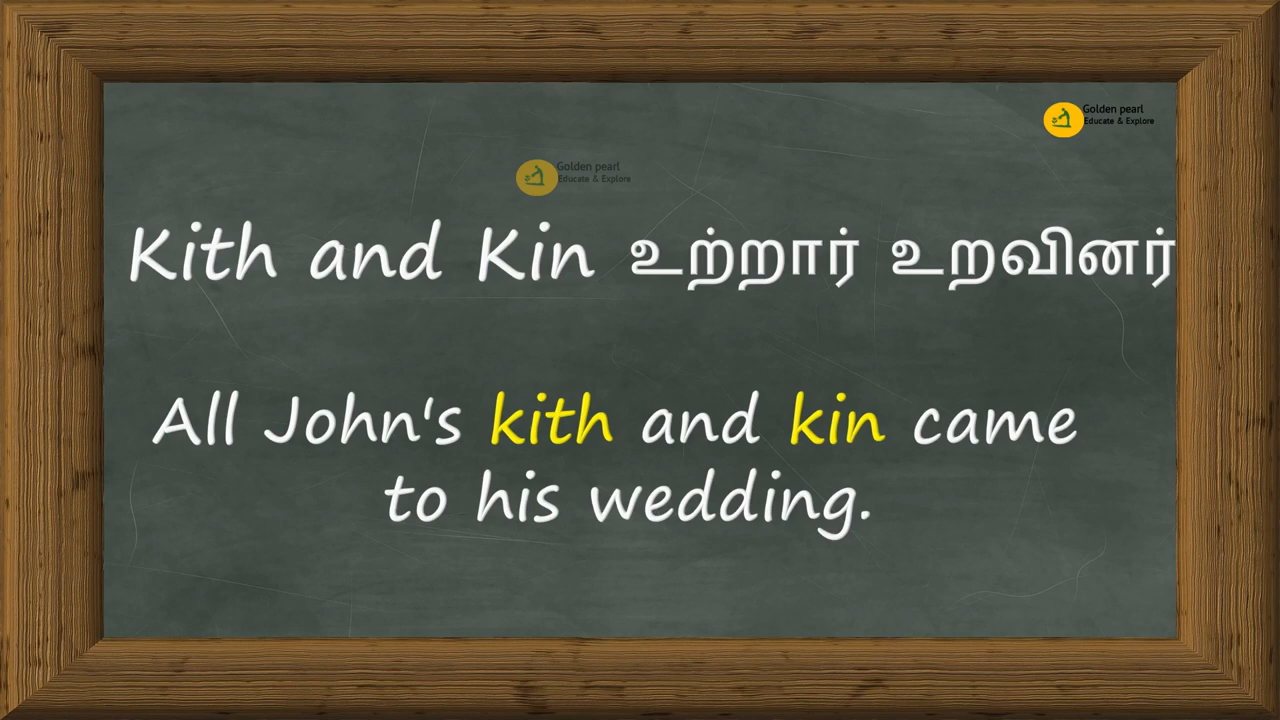 Golden pearl
Educate & Explore
Golden pearl
Educate & Explore
Kith and Kin உற்றார் உறவினர்
All John's kith and kin came
to his wedding.